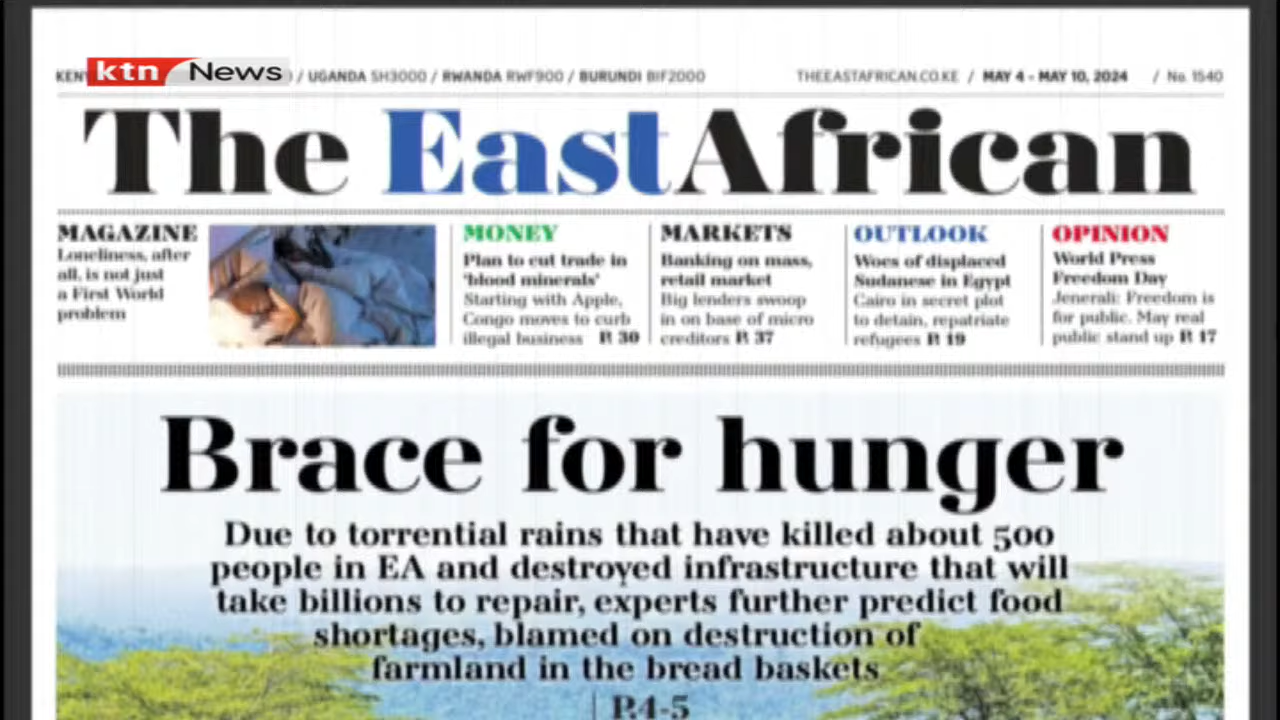 ktn News
KEN / UGANDA SH3000 / RWANDA RWF900 / BURUNDI BIF2000
THEEASTAFRICAN.CO.KE / MAY 4 - MAY 10, 2024 / No. 1540
The EastAfrican
MAGAZINE
Loneliness, after
all, is not just
a First World
problem
MONEY
Plan to cut trade in
'blood minerals'
Starting with Apple,
Congo moves to curb
illegal business P. 30
MARKETS
Banking on mass,
retail market
Big lenders swoop
in on base of micro
creditors P. 37
OUTLOOK
Woes of displaced
Sudanese in Egypt
Cairo in secret plot
to detain, repatriate
refugees P. 19
OPINION
World Press
Freedom Day
Jenerali: Freedom is
for public. May real
public stand up P. 17
Brace for hunger
Due to torrential rains that have killed about 500
people in EA and destroyed infrastructure that will
take billions to repair, experts further predict food
shortages, blamed on destruction of
farmland in the bread baskets
P.4-5